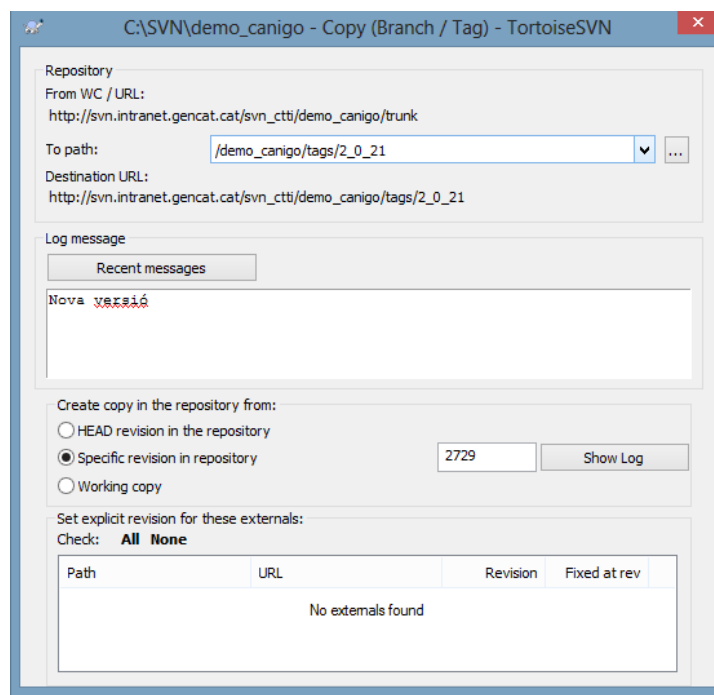 C:\SVN\demo_canigo - Copy (Branch / Tag) - TortoiseSVN
Repository
From WC / URL:
http://svn.intranet.gencat.cat/svn_ctti/demo_canigo/trunk
To path: /demo_canigo/tags/2_0_21 ...
Destination URL:
http://svn.intranet.gencat.cat/svn_ctti/demo_canigo/tags/2_0_21
Log message
Recent messages
Nova versió
Create copy in the repository from:
HEAD revision in the repository
Specific revision in repository 2729 Show Log
Working copy
Set explicit revision for these externals:
Check: All None
Path URL Revision Fixed at rev
No externals found